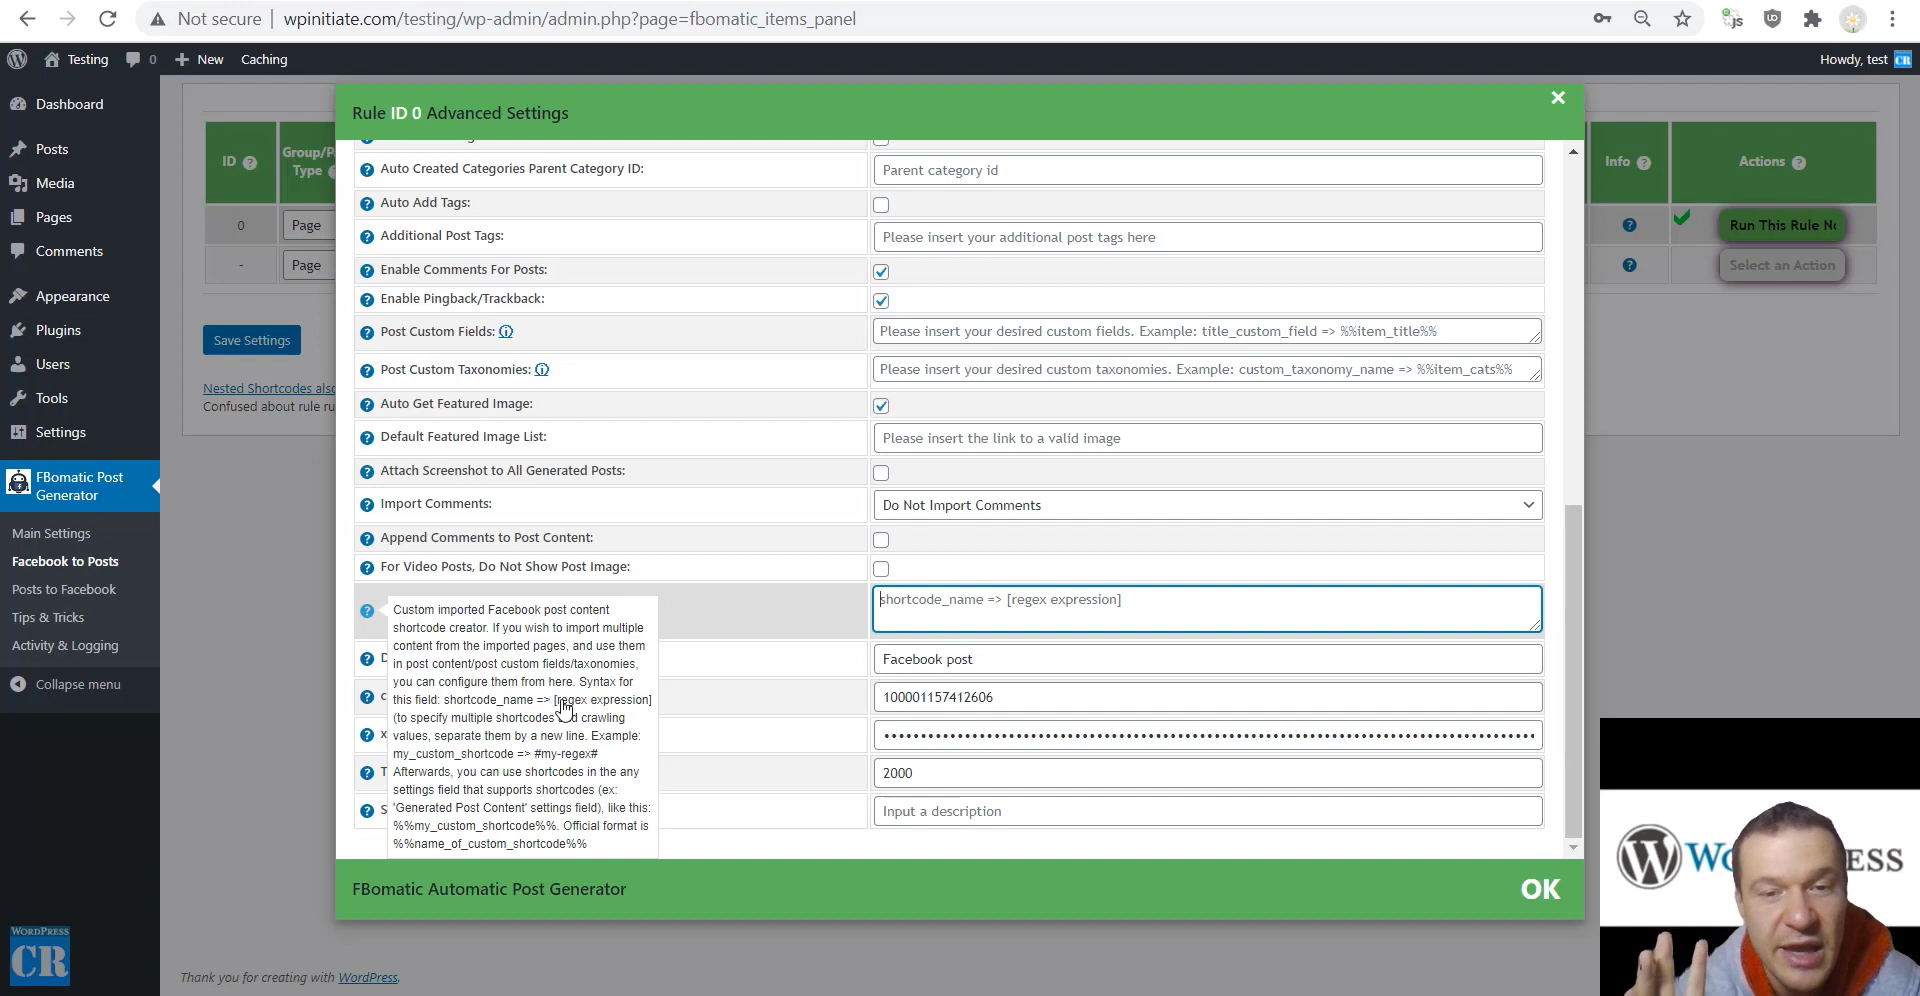 Not secure
wpinitiate.com/testing/wp-admin/admin.php?page=fbomatic_items_panel
Testing
0
New
Caching
Howdy, test
CR
Dashboard
Posts
Media
Pages
Comments
Appearance
Plugins
Users
Tools
Settings
FBomatic Post
Generator
Main Settings
Facebook to Posts
Posts to Facebook
Tips & Tricks
Activity & Logging
Collapse menu
WORDPRESS
CR
ID
Group/P
Type
0
Page
-
Page
Save Settings
Nested Shortcodes also
Confused about rule ru
Info
Actions
Run This Rule No
Select an Action
Rule ID 0 Advanced Settings
Auto Created Categories Parent Category ID:
Parent category id
Auto Add Tags:
Additional Post Tags:
Please insert your additional post tags here
Enable Comments For Posts:
Enable Pingback/Trackback:
Post Custom Fields:
Please insert your desired custom fields. Example: title_custom_field => %%item_title%%
Post Custom Taxonomies:
Please insert your desired custom taxonomies. Example: custom_taxonomy_name => %%item_cats%%
Auto Get Featured Image:
Default Featured Image List:
Please insert the link to a valid image
Attach Screenshot to All Generated Posts:
Import Comments:
Do Not Import Comments
Append Comments to Post Content:
For Video Posts, Do Not Show Post Image:
shortcode_name => [regex expression]
Custom imported Facebook post content
shortcode creator. If you wish to import multiple
content from the imported pages, and use them
in post content/post custom fields/taxonomies,
you can configure them from here. Syntax for
this field: shortcode_name => [regex expression]
(to specify multiple shortcodes and crawling
values, separate them by a new line. Example:
my_custom_shortcode => #my-regex#
Afterwards, you can use shortcodes in the any
settings field that supports shortcodes (ex:
'Generated Post Content' settings field), like this:
%%my_custom_shortcode%%. Official format is
%%name_of_custom_shortcode%%
D
Facebook post
c
100001157412606
x
T
2000
S
Input a description
FBomatic Automatic Post Generator
OK
Thank you for creating with WordPress.
ESS